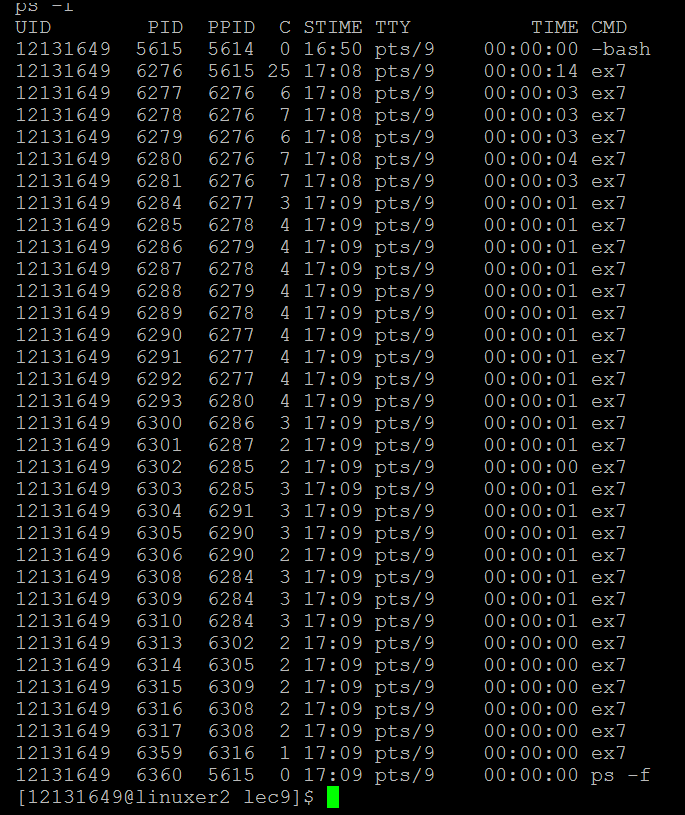 ps -f
UID        PID  PPID  C STIME TTY          TIME CMD
12131649  5615  5614  0 16:50 pts/9    00:00:00 -bash
12131649  6276  5615 25 17:08 pts/9    00:00:14 ex7
12131649  6277  6276  6 17:08 pts/9    00:00:03 ex7
12131649  6278  6276  7 17:08 pts/9    00:00:03 ex7
12131649  6279  6276  6 17:08 pts/9    00:00:03 ex7
12131649  6280  6276  7 17:08 pts/9    00:00:04 ex7
12131649  6281  6276  7 17:08 pts/9    00:00:03 ex7
12131649  6284  6277  3 17:09 pts/9    00:00:01 ex7
12131649  6285  6278  4 17:09 pts/9    00:00:01 ex7
12131649  6286  6279  4 17:09 pts/9    00:00:01 ex7
12131649  6287  6278  4 17:09 pts/9    00:00:01 ex7
12131649  6288  6279  4 17:09 pts/9    00:00:01 ex7
12131649  6289  6278  4 17:09 pts/9    00:00:01 ex7
12131649  6290  6277  4 17:09 pts/9    00:00:01 ex7
12131649  6291  6277  4 17:09 pts/9    00:00:01 ex7
12131649  6292  6277  4 17:09 pts/9    00:00:01 ex7
12131649  6293  6280  4 17:09 pts/9    00:00:01 ex7
12131649  6300  6286  3 17:09 pts/9    00:00:01 ex7
12131649  6301  6287  2 17:09 pts/9    00:00:01 ex7
12131649  6302  6285  2 17:09 pts/9    00:00:00 ex7
12131649  6303  6285  3 17:09 pts/9    00:00:01 ex7
12131649  6304  6291  3 17:09 pts/9    00:00:01 ex7
12131649  6305  6290  3 17:09 pts/9    00:00:01 ex7
12131649  6306  6290  2 17:09 pts/9    00:00:01 ex7
12131649  6308  6284  3 17:09 pts/9    00:00:01 ex7
12131649  6309  6284  3 17:09 pts/9    00:00:01 ex7
12131649  6310  6284  3 17:09 pts/9    00:00:01 ex7
12131649  6313  6302  2 17:09 pts/9    00:00:00 ex7
12131649  6314  6305  2 17:09 pts/9    00:00:00 ex7
12131649  6315  6309  2 17:09 pts/9    00:00:00 ex7
12131649  6316  6308  2 17:09 pts/9    00:00:00 ex7
12131649  6317  6308  2 17:09 pts/9    00:00:00 ex7
12131649  6359  6316  1 17:09 pts/9    00:00:00 ex7
12131649  6360  5615  0 17:09 pts/9    00:00:00 ps -f
[12131649@linuxer2 lec9]$